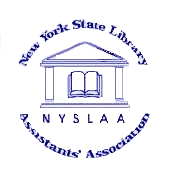 New York State Library
NYSLAA
Assistants' Association